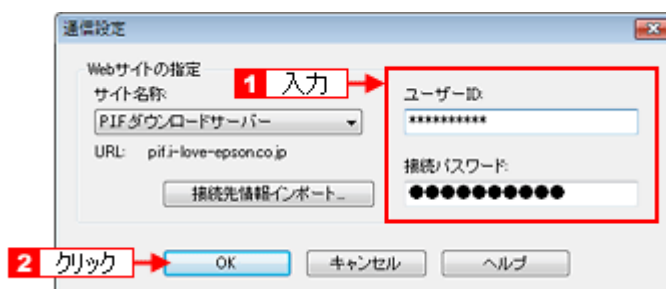 通信設定
Webサイトの指定
サイト名称:
PIFダウンロードサーバー
URL: pif.i-love-epson.co.jp
接続先情報インポート...
1 入力
ユーザーID:
**********
接続パスワード:
●●●●●●●●●●
2 クリック
OK
キャンセル
ヘルプ